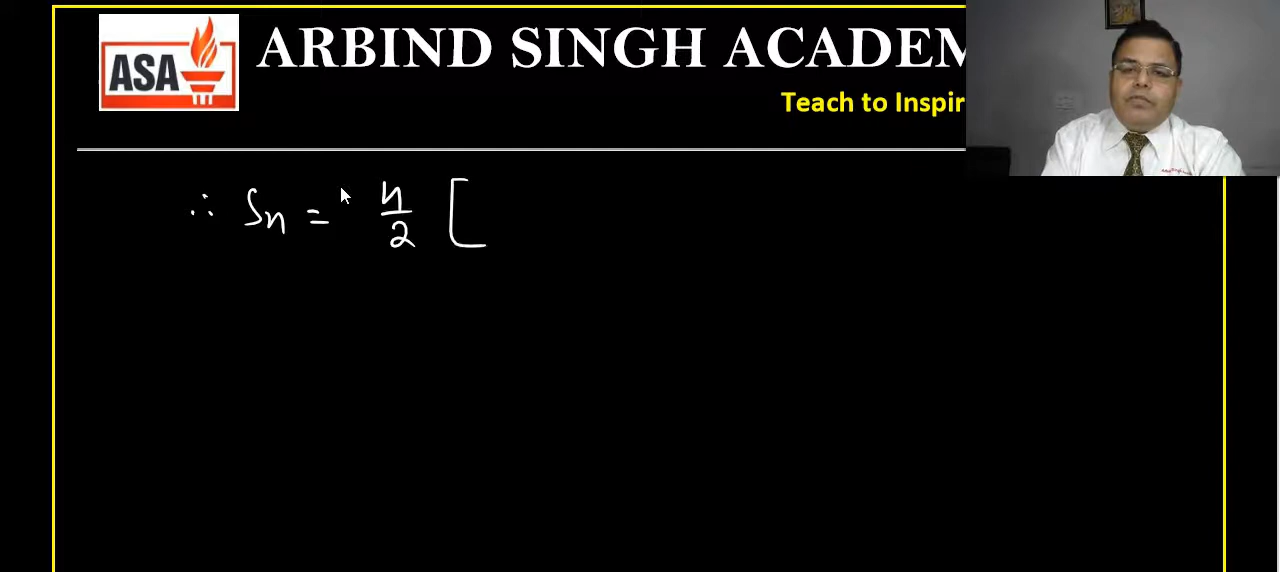 ASA
ARBIND SINGH ACADEM
Teach to Inspir
∴ Sn = n/2 [